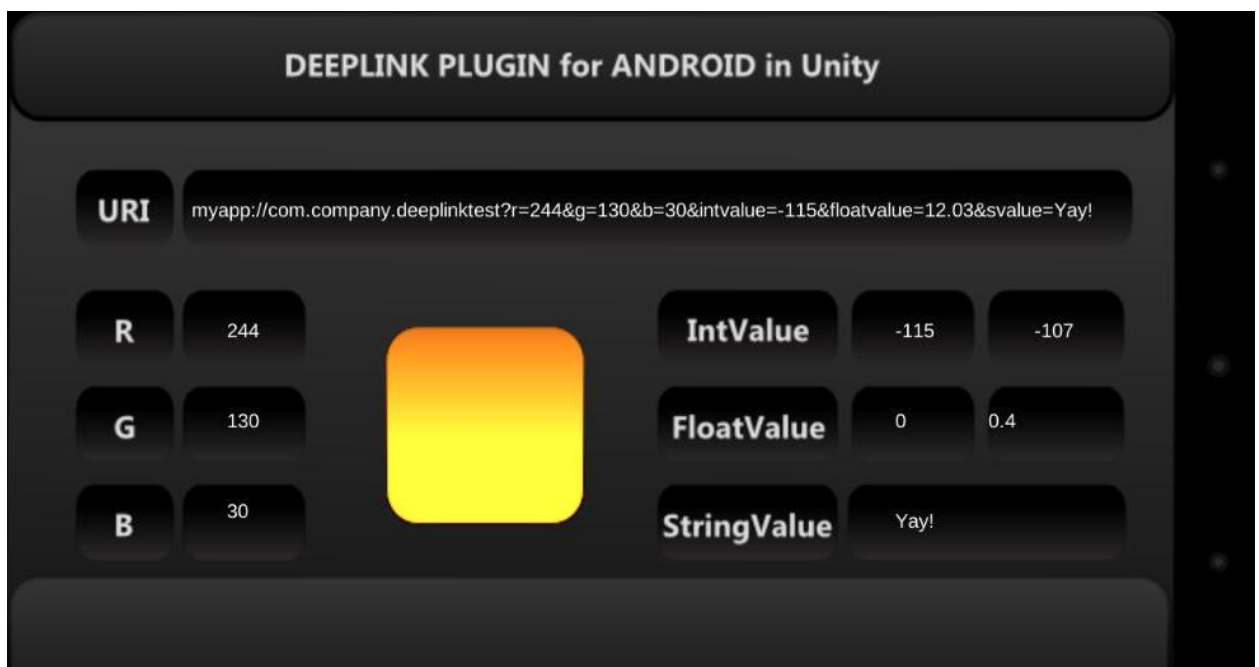 DEEPLINK PLUGIN for ANDROID in Unity
URI myapp://com.company.deeplinktest?r=244&g=130&b=30&intvalue=-115&floatvalue=12.03&svalue=Yay!
R 244 IntValue -115 -107
G 130 FloatValue 0 0.4
B 30 StringValue Yay!